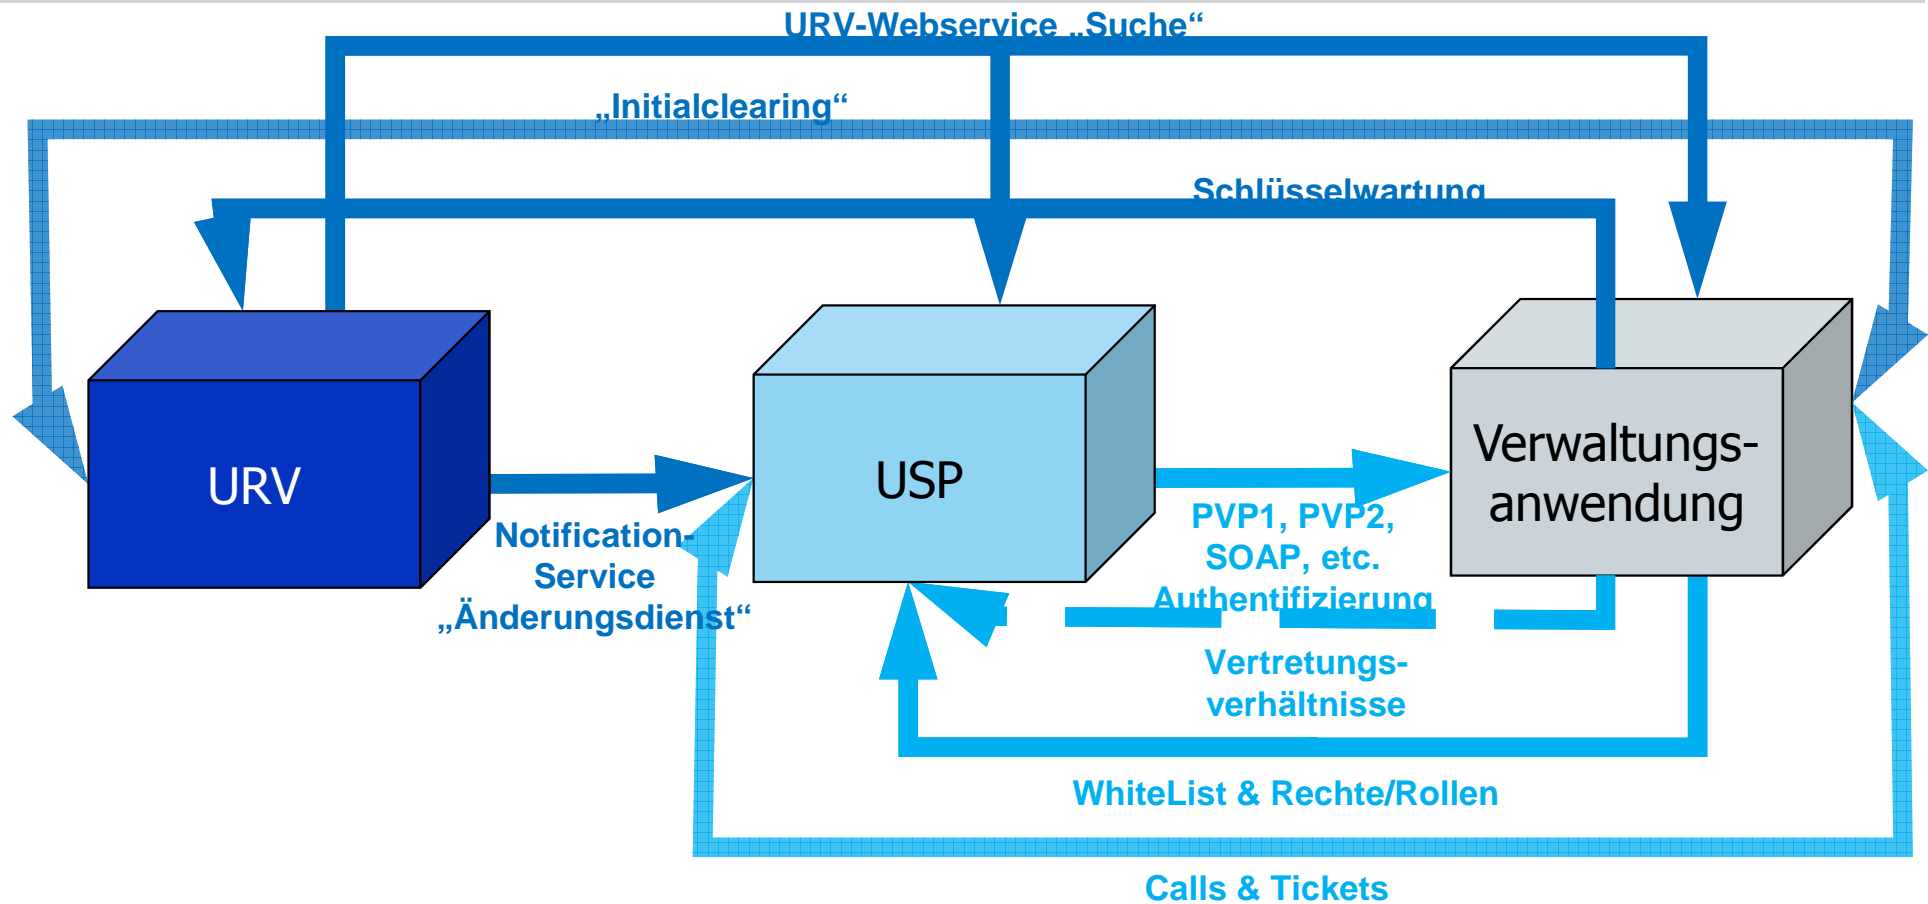 URV-Webservice „Suche“
„Initialclearing“
Schlüsselwartung
URV
USP
Verwaltungs-
anwendung
Notification-
Service
„Änderungsdienst“
PVP1, PVP2,
SOAP, etc.
Authentifizierung
Vertretungs-
verhältnisse
WhiteList & Rechte/Rollen
Calls & Tickets